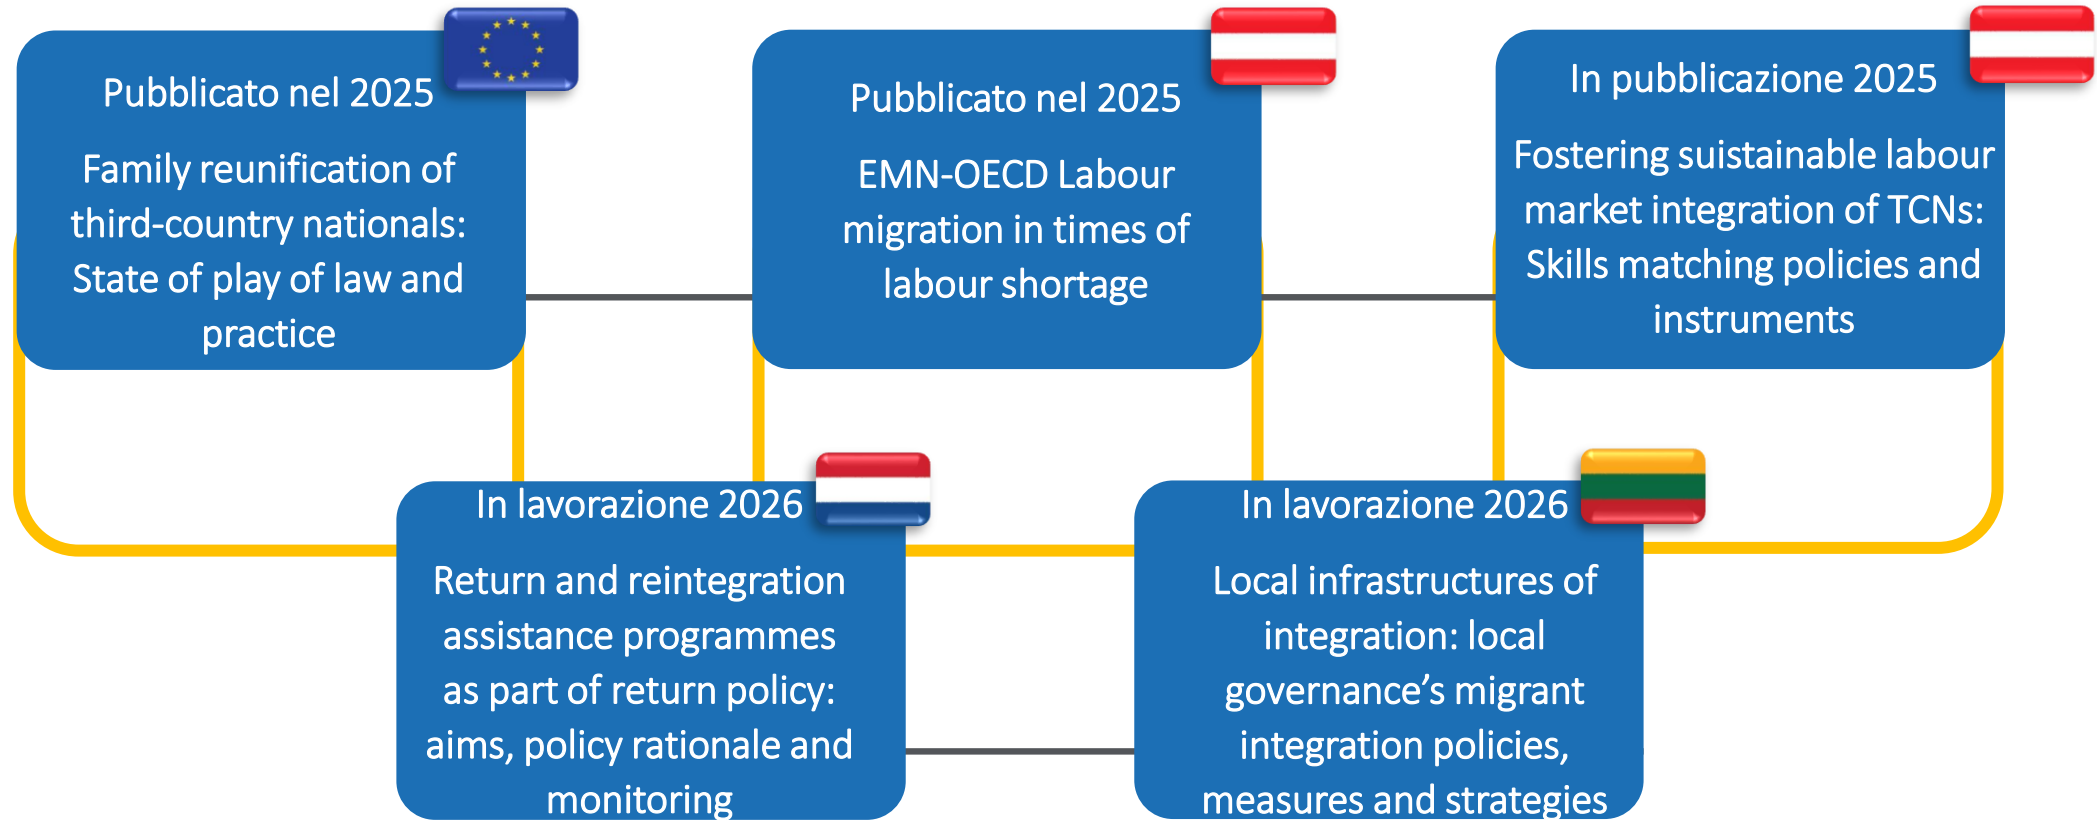 Pubblicato nel 2025
Family reunification of
third-country nationals:
State of play of law and
practice
Pubblicato nel 2025
EMN-OECD Labour
migration in times of
labour shortage
In pubblicazione 2025
Fostering suistainable labour
market integration of TCNs:
Skills matching policies and
instruments
In lavorazione 2026
Return and reintegration
assistance programmes
as part of return policy:
aims, policy rationale and
monitoring
In lavorazione 2026
Local infrastructures of
integration: local
governance’s migrant
integration policies,
measures and strategies